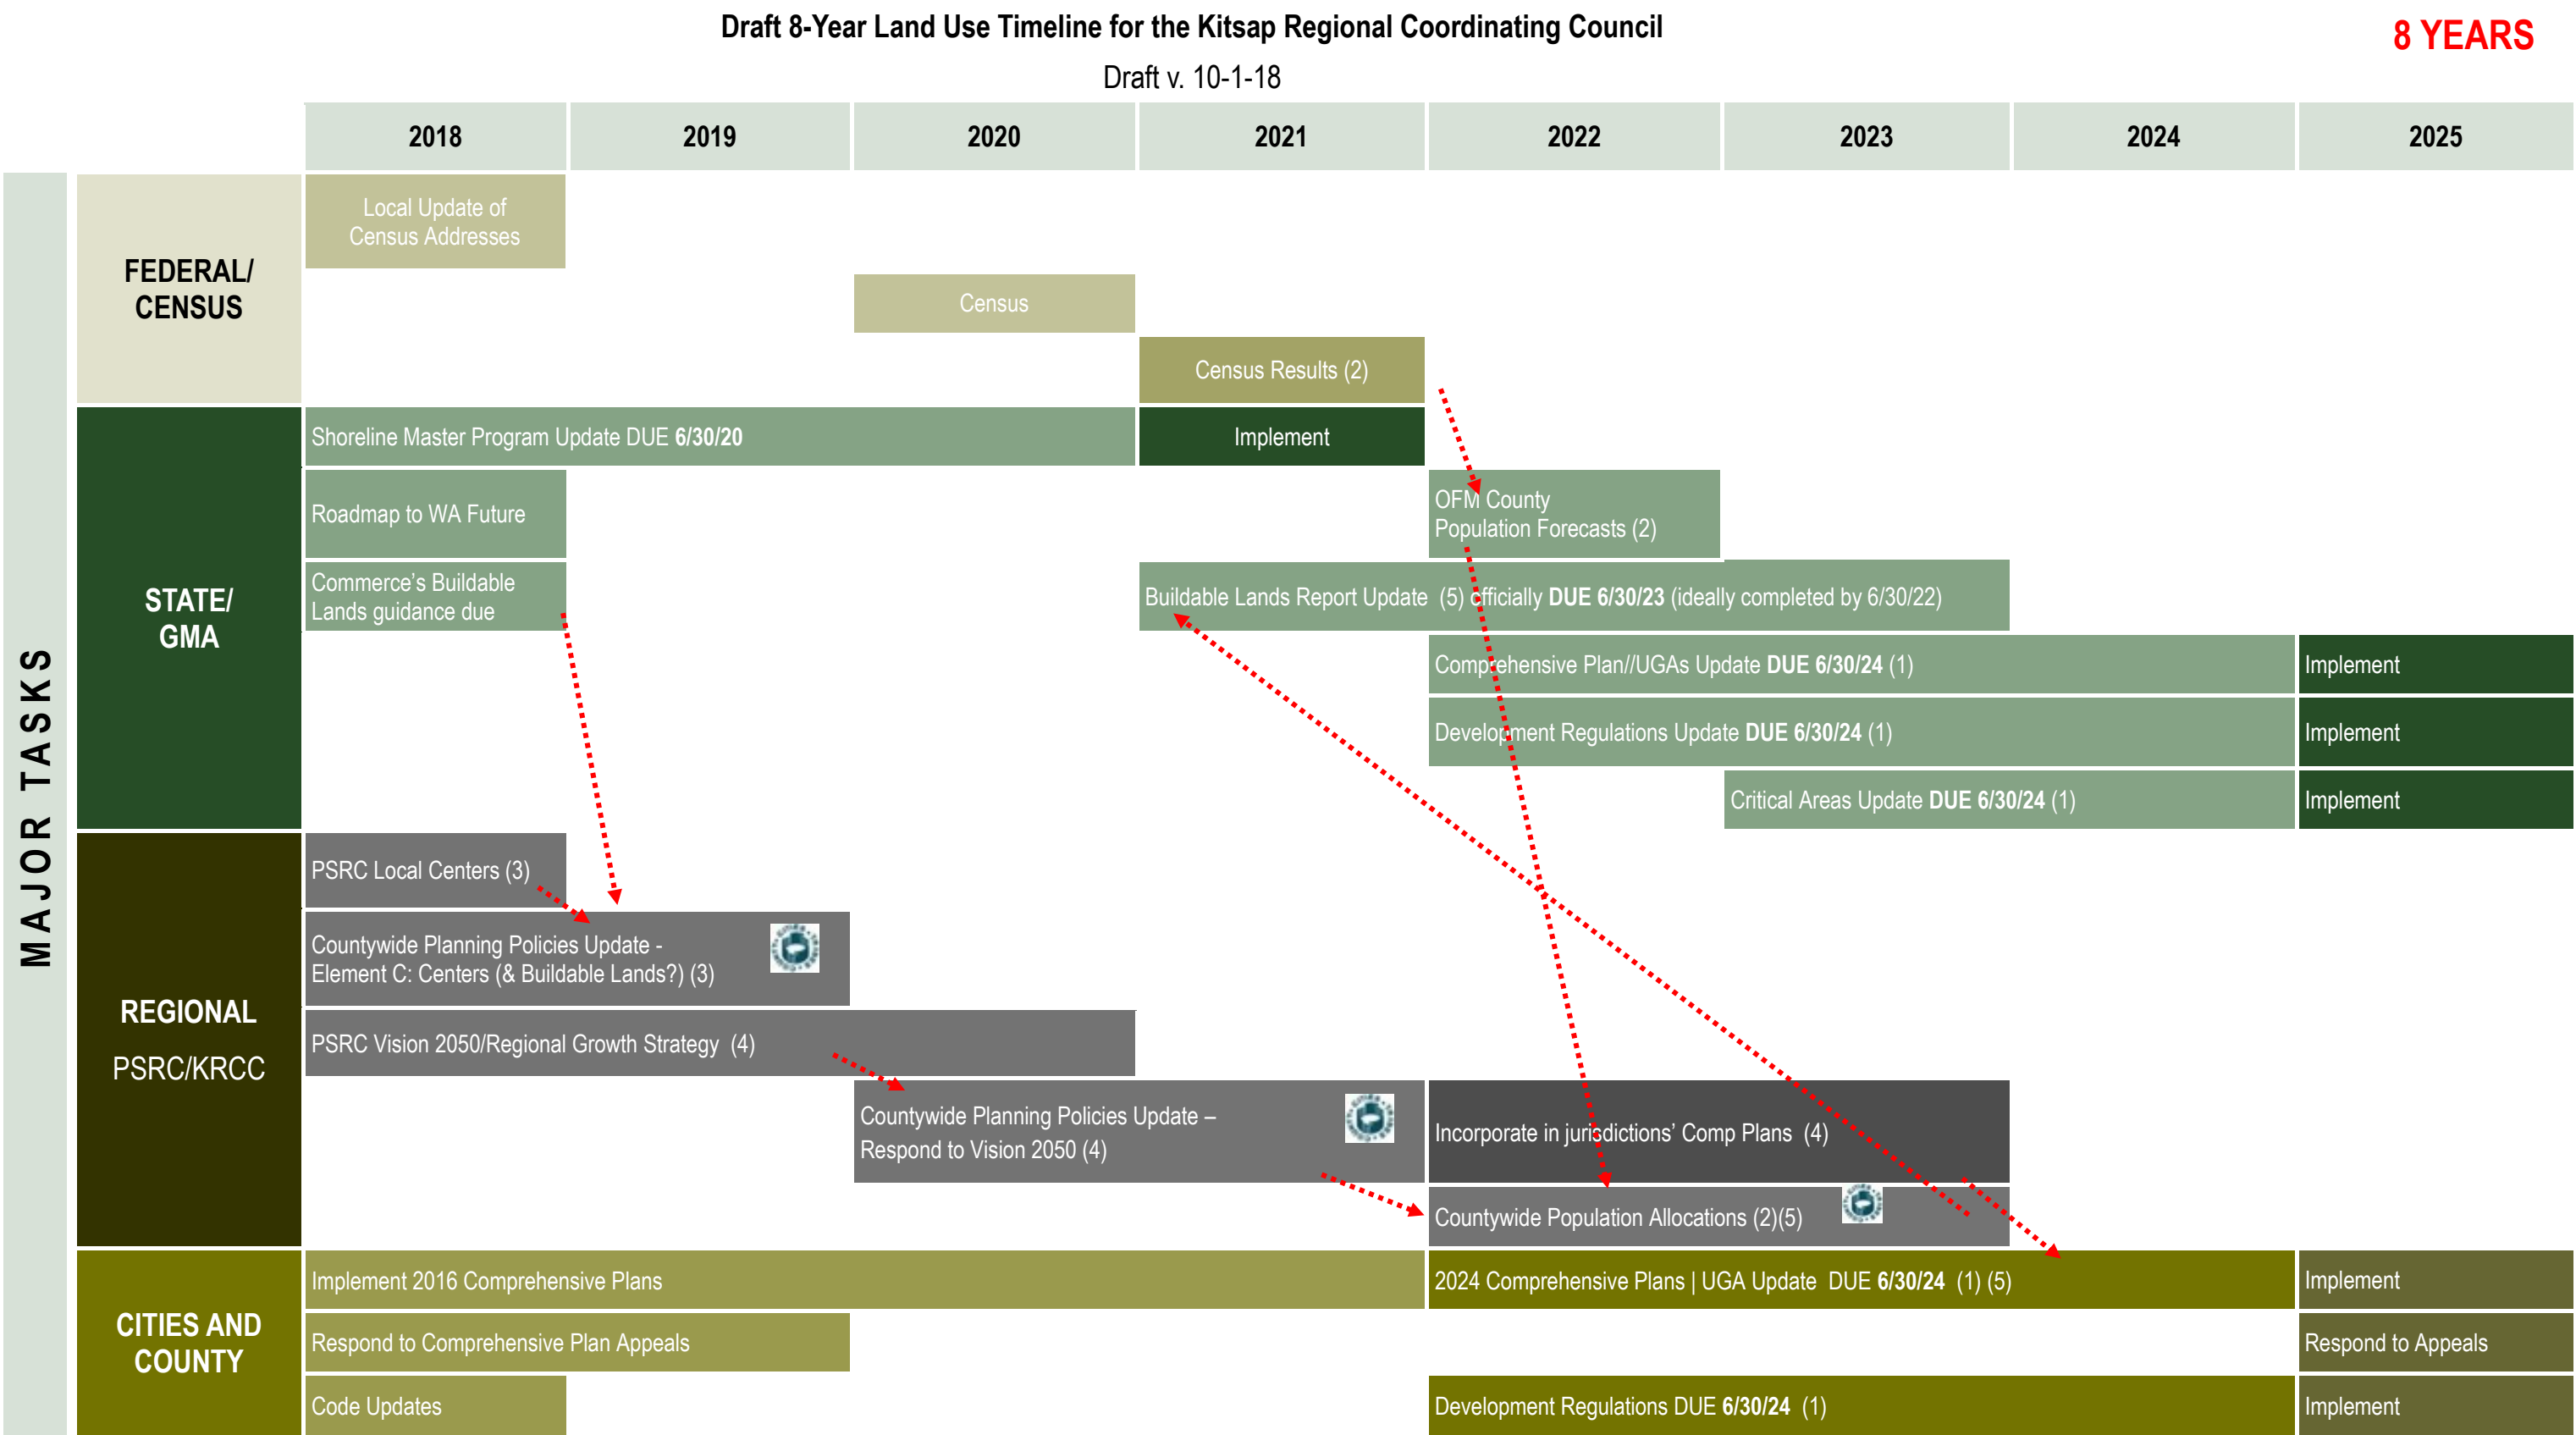 Draft 8-Year Land Use Timeline for the Kitsap Regional Coordinating Council
8 YEARS
Draft v. 10-1-18
2018
2019
2020
2021
2022
2023
2024
2025
MAJOR TASKS
FEDERAL/
CENSUS
Local Update of
Census Addresses
Census
Census Results (2)
STATE/
GMA
Shoreline Master Program Update DUE 6/30/20
Implement
Roadmap to WA Future
OFM County
Population Forecasts (2)
Commerce's Buildable
Lands guidance due
Buildable Lands Report Update (5) officially DUE 6/30/23 (ideally completed by 6/30/22)
Comprehensive Plan//UGAs Update DUE 6/30/24 (1)
Implement
Development Regulations Update DUE 6/30/24 (1)
Implement
Critical Areas Update DUE 6/30/24 (1)
Implement
REGIONAL
PSRC/KRCC
PSRC Local Centers (3)
Countywide Planning Policies Update -
Element C: Centers (& Buildable Lands?) (3)
PSRC Vision 2050/Regional Growth Strategy (4)
Countywide Planning Policies Update –
Respond to Vision 2050 (4)
Incorporate in jurisdictions' Comp Plans (4)
Countywide Population Allocations (2)(5)
CITIES AND
COUNTY
Implement 2016 Comprehensive Plans
2024 Comprehensive Plans | UGA Update DUE 6/30/24 (1) (5)
Implement
Respond to Comprehensive Plan Appeals
Respond to Appeals
Code Updates
Development Regulations DUE 6/30/24 (1)
Implement